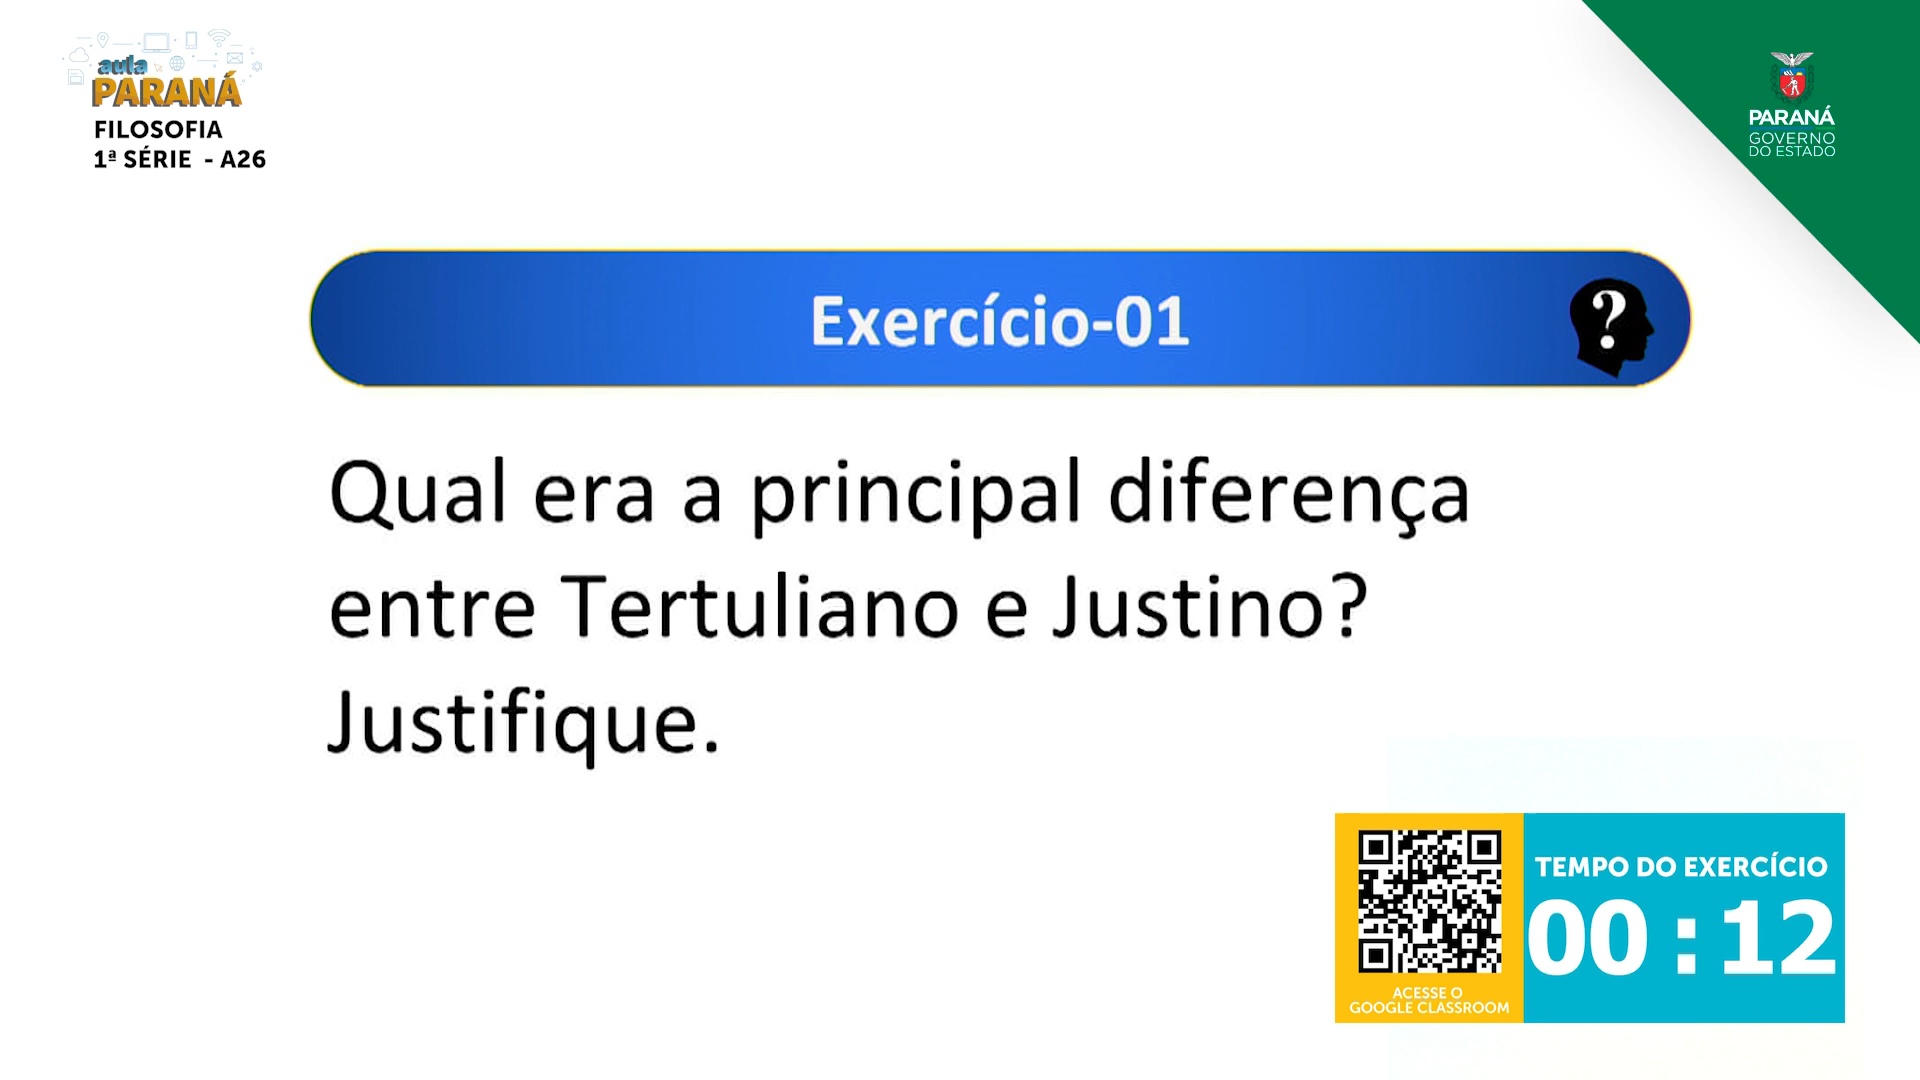 aula
PARANÁ
FILOSOFIA
1ª SÉRIE - A26
PARANÁ
GOVERNO
DO ESTADO
Exercício-01
?
Qual era a principal diferença
entre Tertuliano e Justino?
Justifique.
TEMPO DO EXERCÍCIO
00 : 12
ACESSE O
GOOGLE CLASSROOM